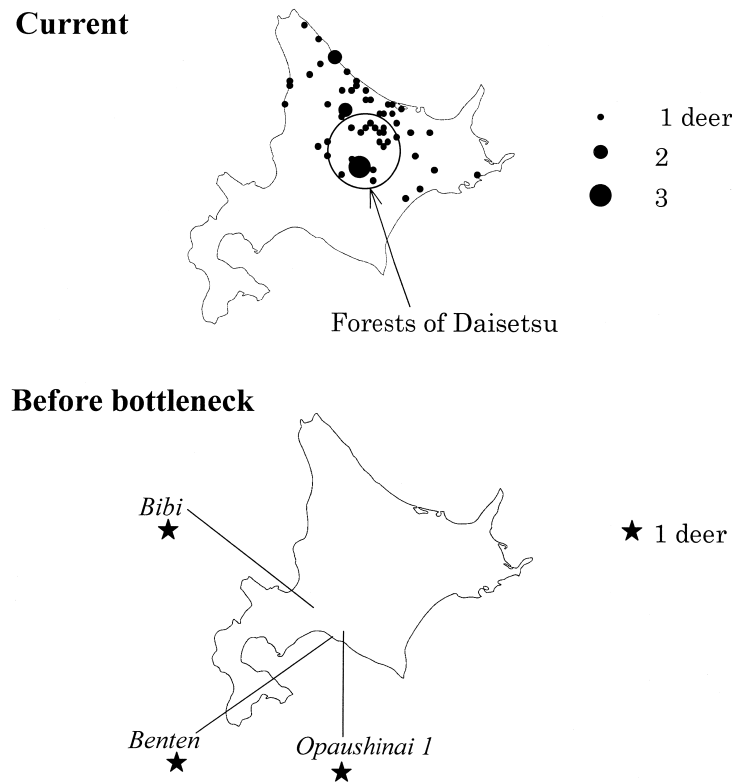 Current
1 deer
2
3
Forests of Daisetsu
Before bottleneck
Bibi
1 deer
Benten
Opaushinai 1